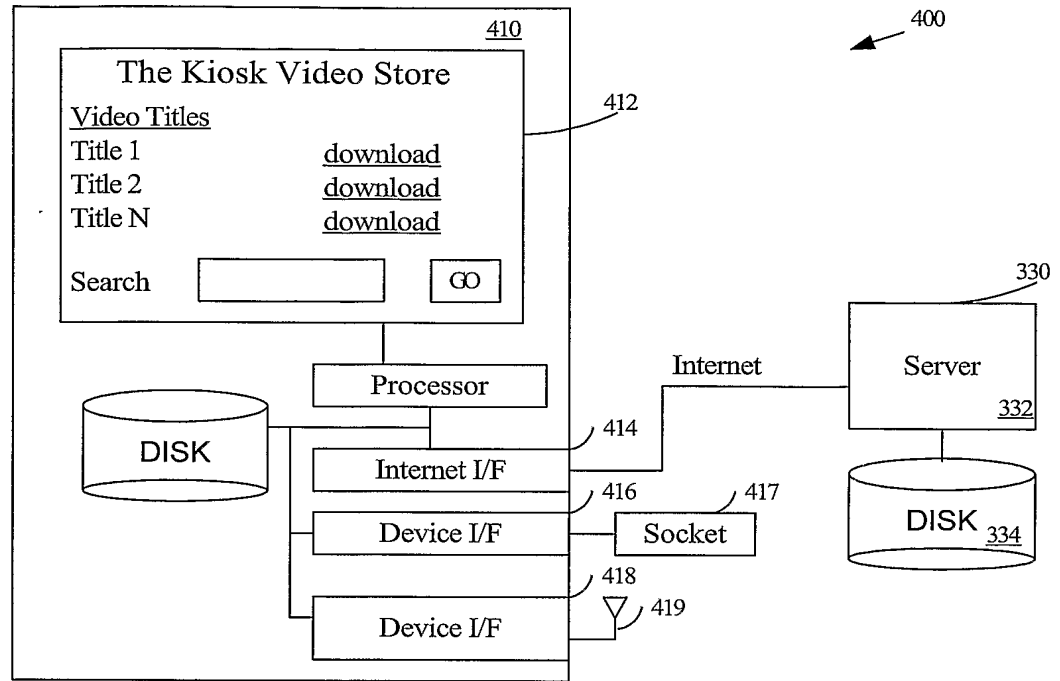 410
400
The Kiosk Video Store
412
Video Titles
Title 1 download
Title 2 download
Title N download
Search GO
330
Internet
Server
332
Processor
414
DISK
Internet I/F
416
417
Device I/F
Socket
DISK
334
418
419
Device I/F